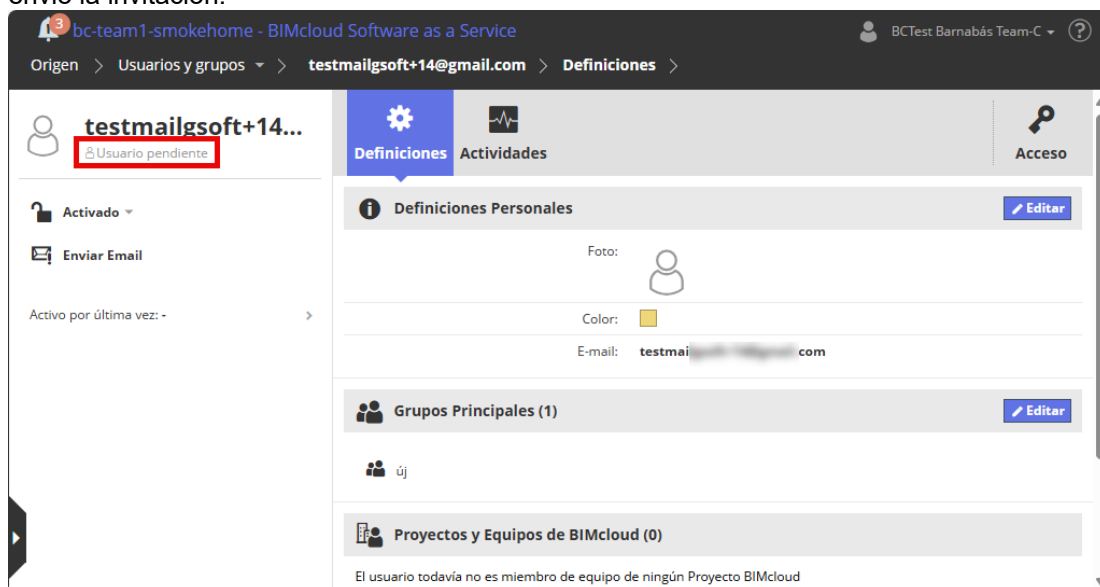 envió la invitación.
3
bc-team1-smokehome - BIMcloud Software as a Service
BCTest Barnabás Team-C
?
Origen > Usuarios y grupos > testmailgsoft+14@gmail.com > Definiciones >
testmailgsoft+14...
Usuario pendiente
Activado
Enviar Email
Activo por última vez: - >
Definiciones
Actividades
Acceso
Definiciones Personales
Editar
Foto:
Color:
E-mail: testmai com
Grupos Principales (1)
Editar
új
Proyectos y Equipos de BIMcloud (0)
El usuario todavía no es miembro de equipo de ningún Proyecto BIMcloud